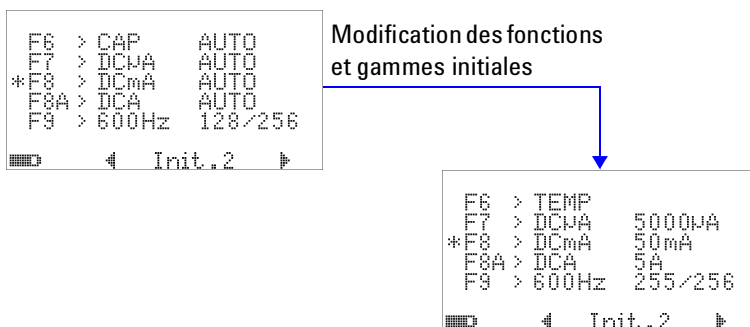 F6 > CAP AUTO
F7 > DCµA AUTO
*F8 > DCmA AUTO
F8A > DCA AUTO
F9 > 600Hz 128/256
Init.2
Modification des fonctions
et gammes initiales
F6 > TEMP
F7 > DCµA 5000µA
*F8 > DCmA 50mA
F8A > DCA 5A
F9 > 600Hz 255/256
Init.2